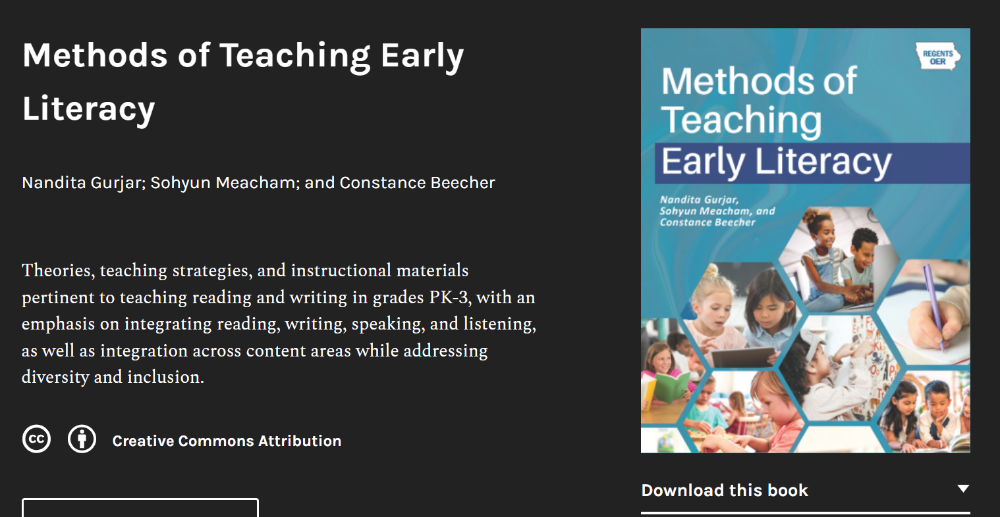 Methods of Teaching Early
Literacy
Nandita Gurjar; Sohyun Meacham; and Constance Beecher
Theories, teaching strategies, and instructional materials
pertinent to teaching reading and writing in grades PK-3, with an
emphasis on integrating reading, writing, speaking, and listening,
as well as integration across content areas while addressing
diversity and inclusion.
cc
Creative Commons Attribution
REGENTS
OER
Methods of
Teaching
Early Literacy
Nandita Gurjar,
Sohyun Meacham, and
Constance Beecher
Download this book